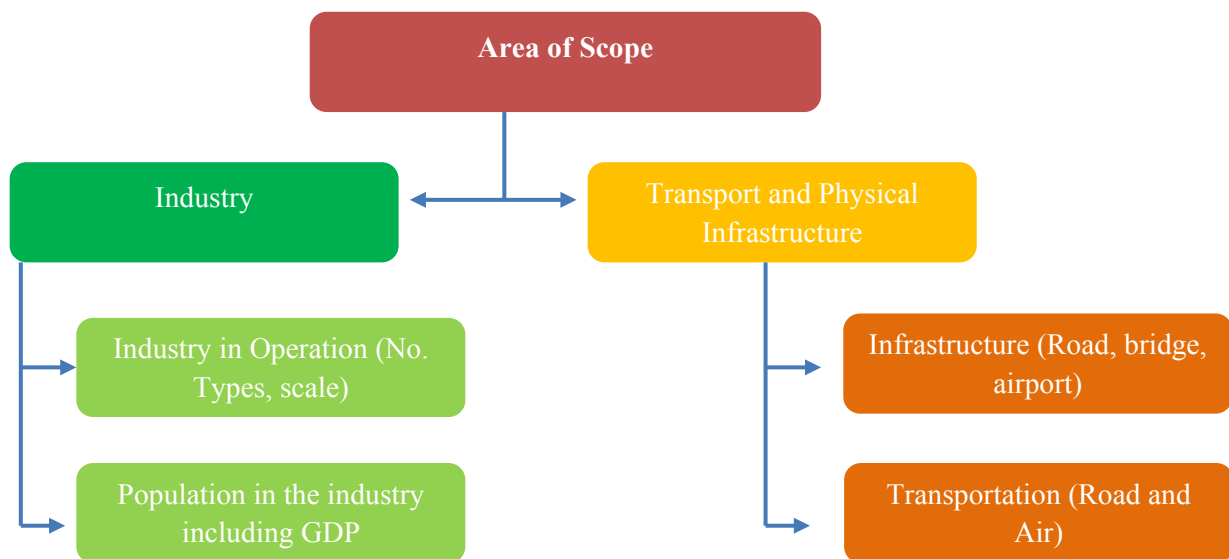 Area of Scope
Industry
Transport and Physical
Infrastructure
Industry in Operation (No.
Types, scale)
Infrastructure (Road, bridge,
airport)
Population in the industry
including GDP
Transportation (Road and
Air)